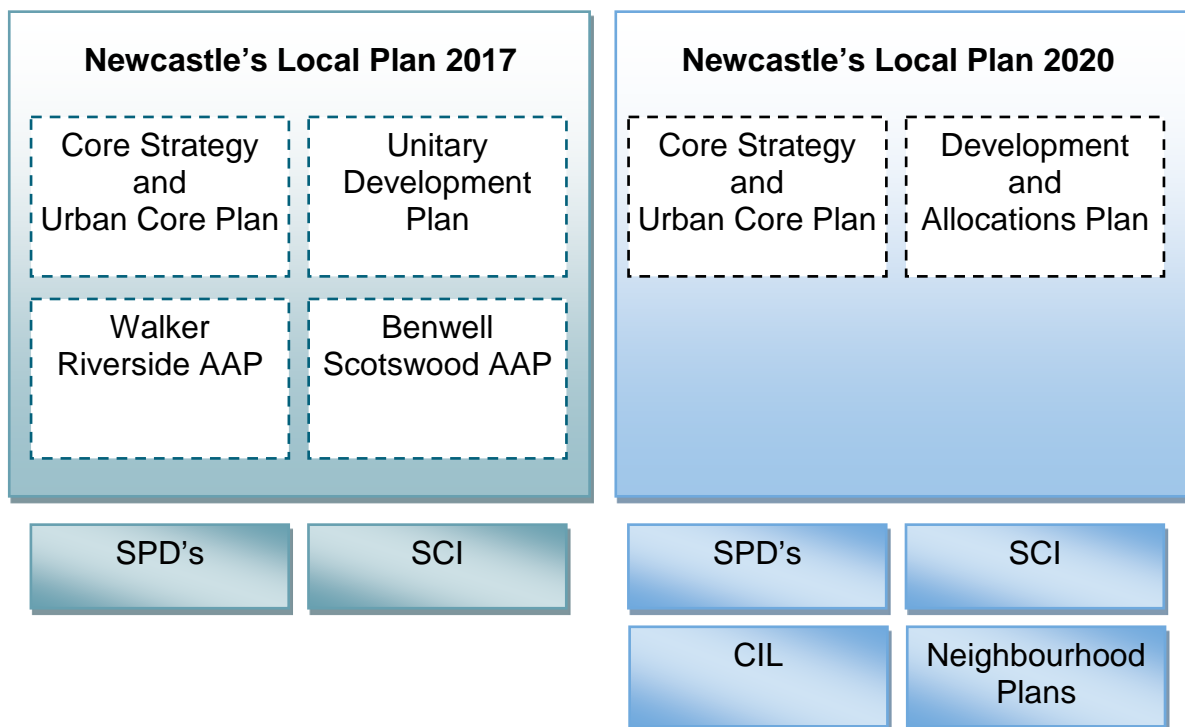 Newcastle’s Local Plan 2017
Core Strategy
and
Urban Core Plan
Unitary
Development
Plan
Walker
Riverside AAP
Benwell
Scotswood AAP
SPD’s
SCI
Newcastle’s Local Plan 2020
Core Strategy
and
Urban Core Plan
Development
and
Allocations Plan
SPD’s
SCI
CIL
Neighbourhood
Plans